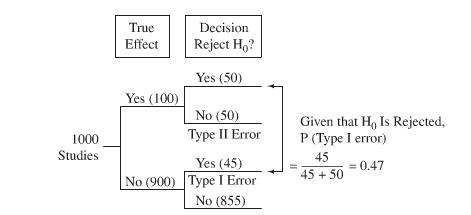 True
Effect
Decision
Reject H₀?
Yes (50)
Yes (100)
No (50)
Type II Error
1000
Studies
Yes (45)
No (900)
Type I Error
No (855)
Given that H₀ Is Rejected,
P (Type I error)
= 45 / 45 + 50 = 0.47